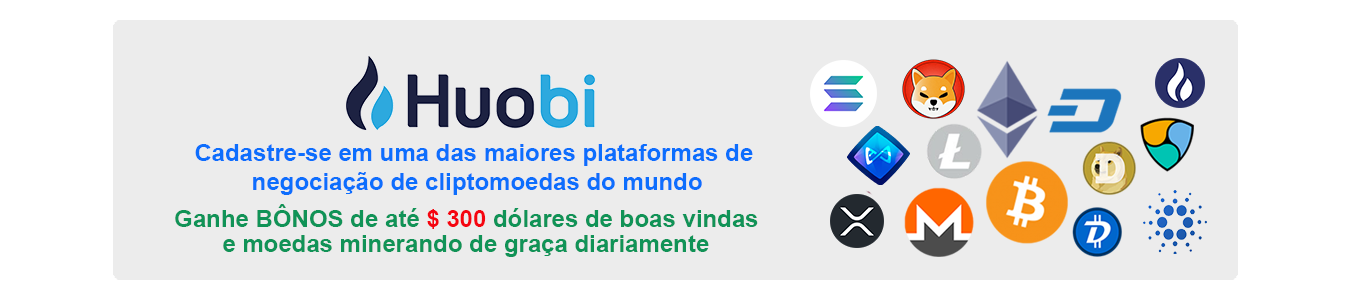 Huobi
Cadastre-se em uma das maiores plataformas de
negociação de cliptomoedas do mundo
Ganhe BÔNOS de até $ 300 dólares de boas vindas
e moedas minerando de graça diariamente